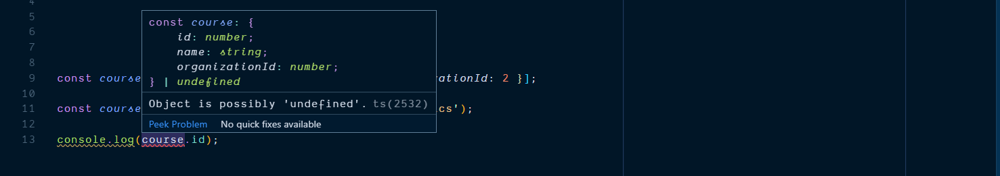 4
5
6
7
8
9 const course ationId: 2 }];
10
11 const course cs');
12
13 console.log(course.id);
const course: {
id: number;
name: string;
organizationId: number;
} | undefined
Object is possibly 'undefined'. ts(2532)
Peek Problem No quick fixes available